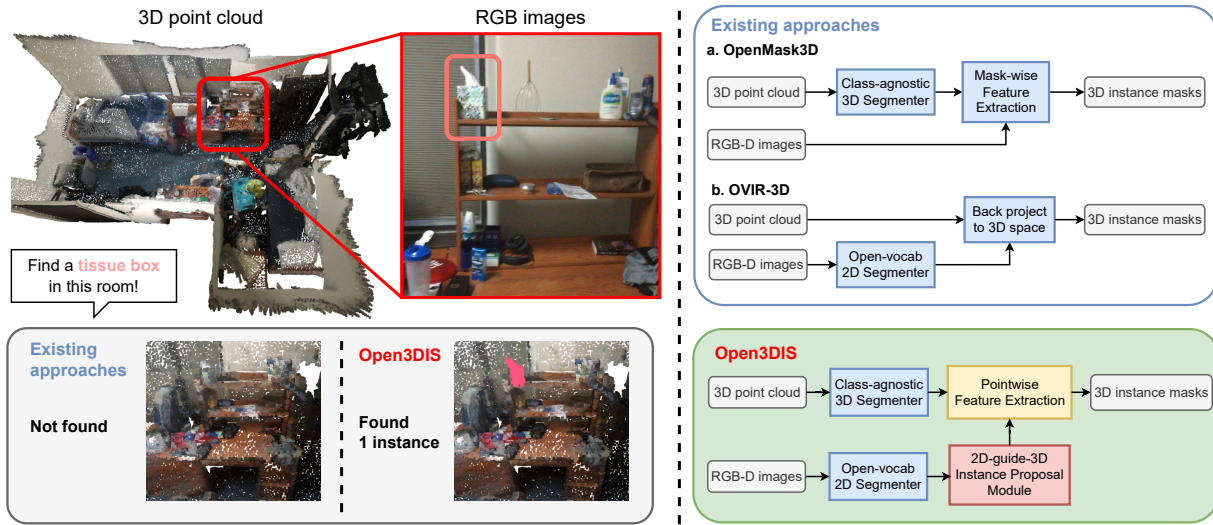 3D point cloud
RGB images
Find a tissue box
in this room!
Existing
approaches
Not found
Open3DIS
Found
1 instance
Existing approaches
a. OpenMask3D
3D point cloud
Class-agnostic
3D Segmenter
Mask-wise
Feature
Extraction
3D instance masks
RGB-D images
b. OVIR-3D
3D point cloud
Back project
to 3D space
3D instance masks
RGB-D images
Open-vocab
2D Segmenter
Open3DIS
3D point cloud
Class-agnostic
3D Segmenter
Pointwise
Feature Extraction
3D instance masks
RGB-D images
Open-vocab
2D Segmenter
2D-guide-3D
Instance Proposal
Module